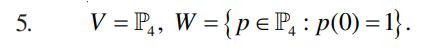 5. V = ℙ₄, W = {p ∈ ℙ₄ : p(0) = 1}.